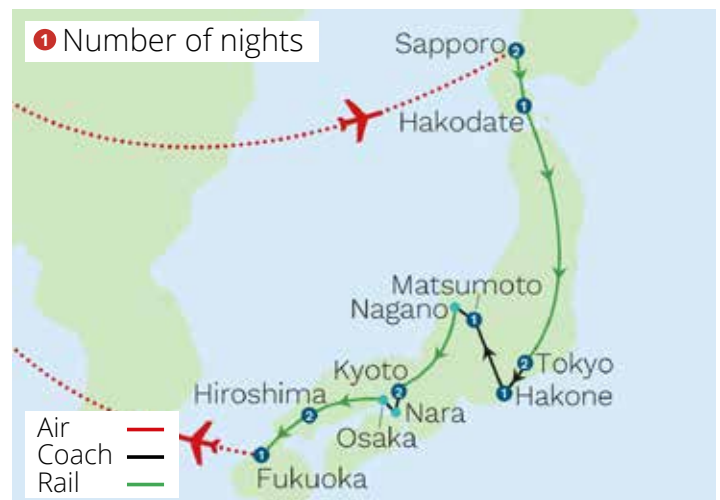 1 Number of nights
Sapporo 2
1
Hakodate
Matsumoto
Nagano
1
Kyoto
2 Tokyo
Hiroshima
2
1 Hakone
2
Nara
Osaka
1
Fukuoka
Air
Coach
Rail